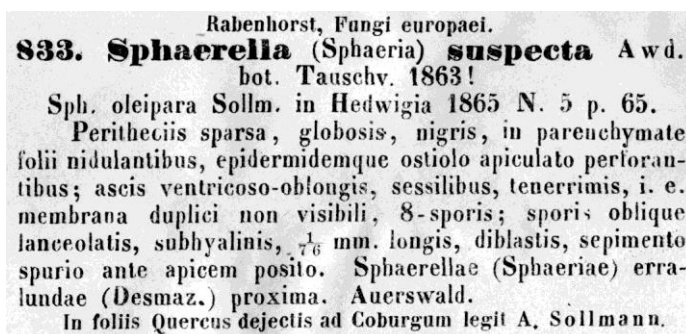 Rabenhorst, Fungi europaei.
833. Sphaerella (Sphaeria) suspecta Awd.
bot. Tauschv. 1863!
Sph. oleipara Sollm. in Hedwigia 1865 N. 5 p. 65.
Peritheciis sparsa, globosis, nigris, in parenchymate
folii nidulantibus, epidermidemque ostiolo apiculato perforan-
tibus; ascis ventricoso-oblongis, sessilibus, tenerrimis, i. e.
membrana duplici non visibili, 8-sporis; sporis oblique
lanceolatis, subhyalinis, 1/76 mm. longis, diblastis, sepimento
spurio ante apicem posito. Sphaerellae (Sphaeriae) erra-
lundae (Desmaz.) proxima. Auerswald.
In foliis Quercus dejectis ad Coburgum legit A. Sollmann.